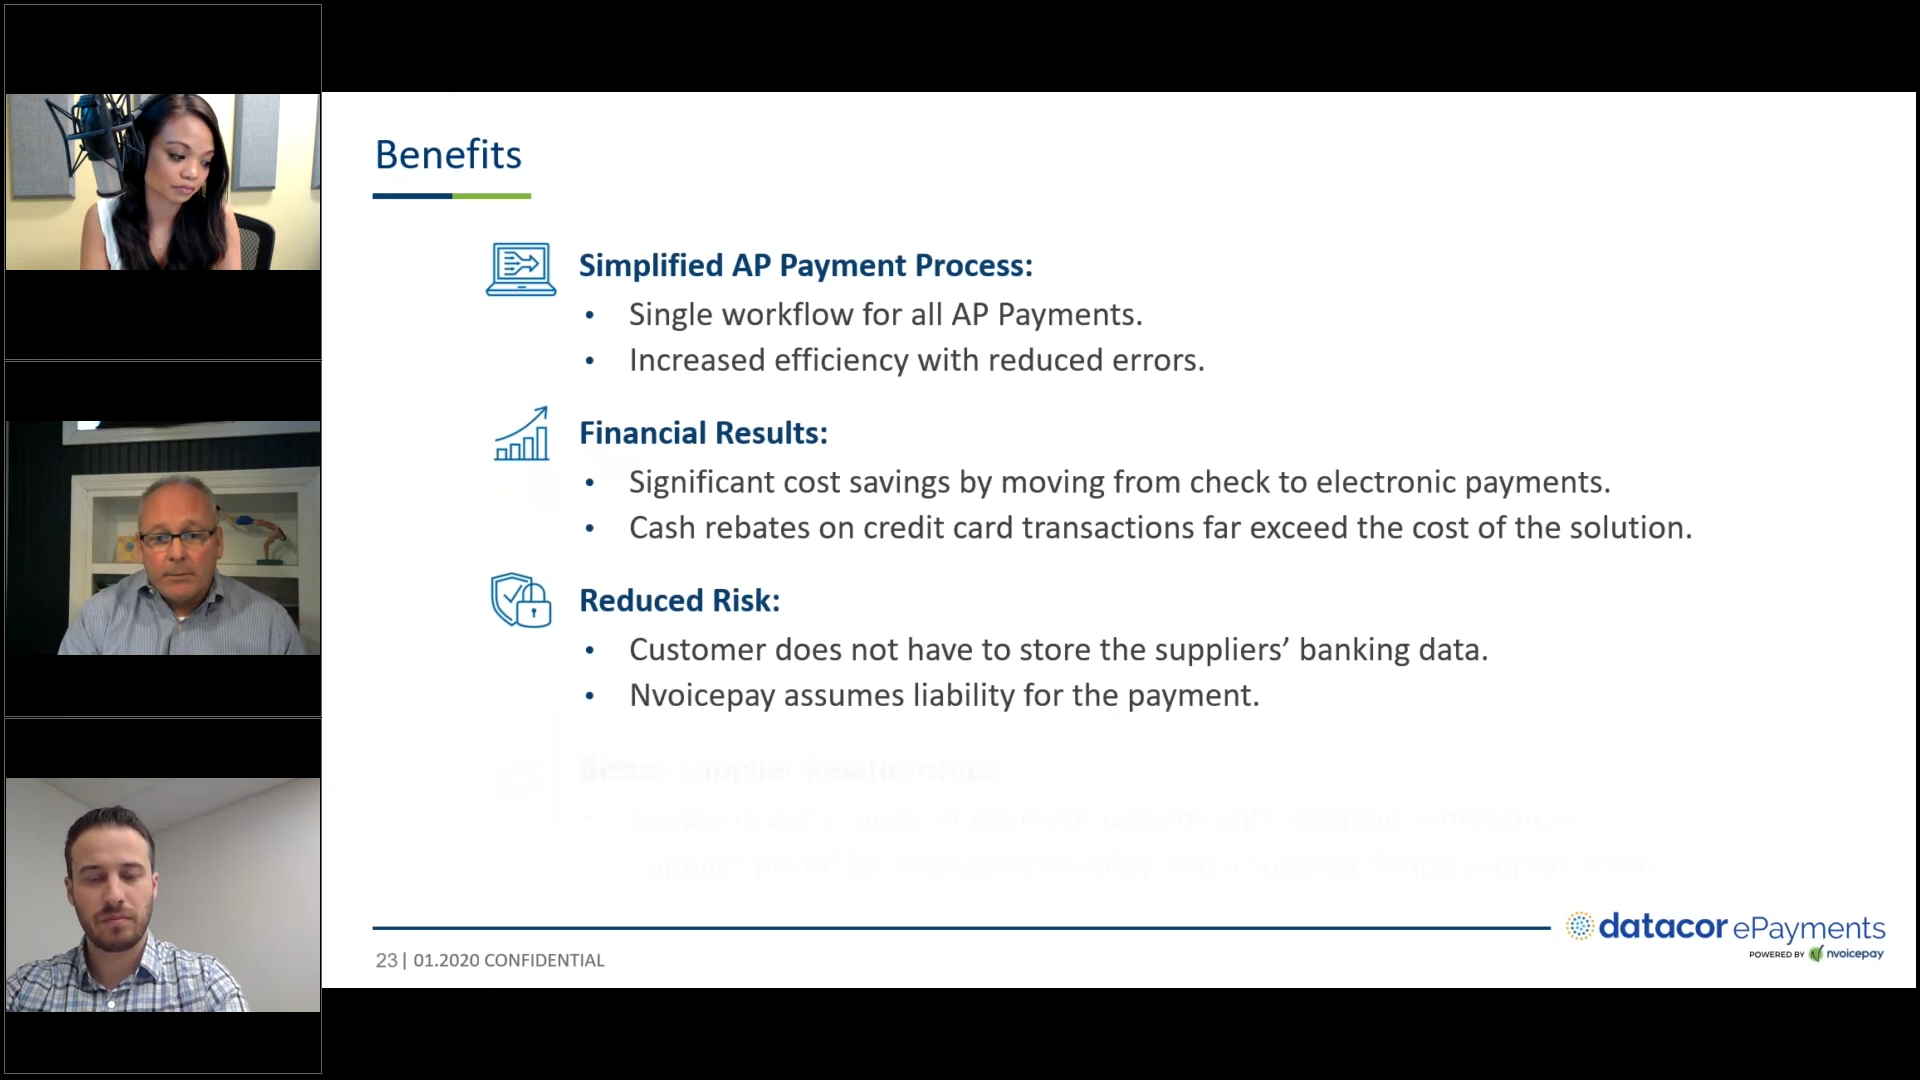 Benefits
Simplified AP Payment Process:
• Single workflow for all AP Payments.
• Increased efficiency with reduced errors.
Financial Results:
• Significant cost savings by moving from check to electronic payments.
• Cash rebates on credit card transactions far exceed the cost of the solution.
Reduced Risk:
• Customer does not have to store the suppliers’ banking data.
• Nvoicepay assumes liability for the payment.
Supplier
datacor ePayments
POWERED BY nvoicepay
23| 01.2020 CONFIDENTIAL